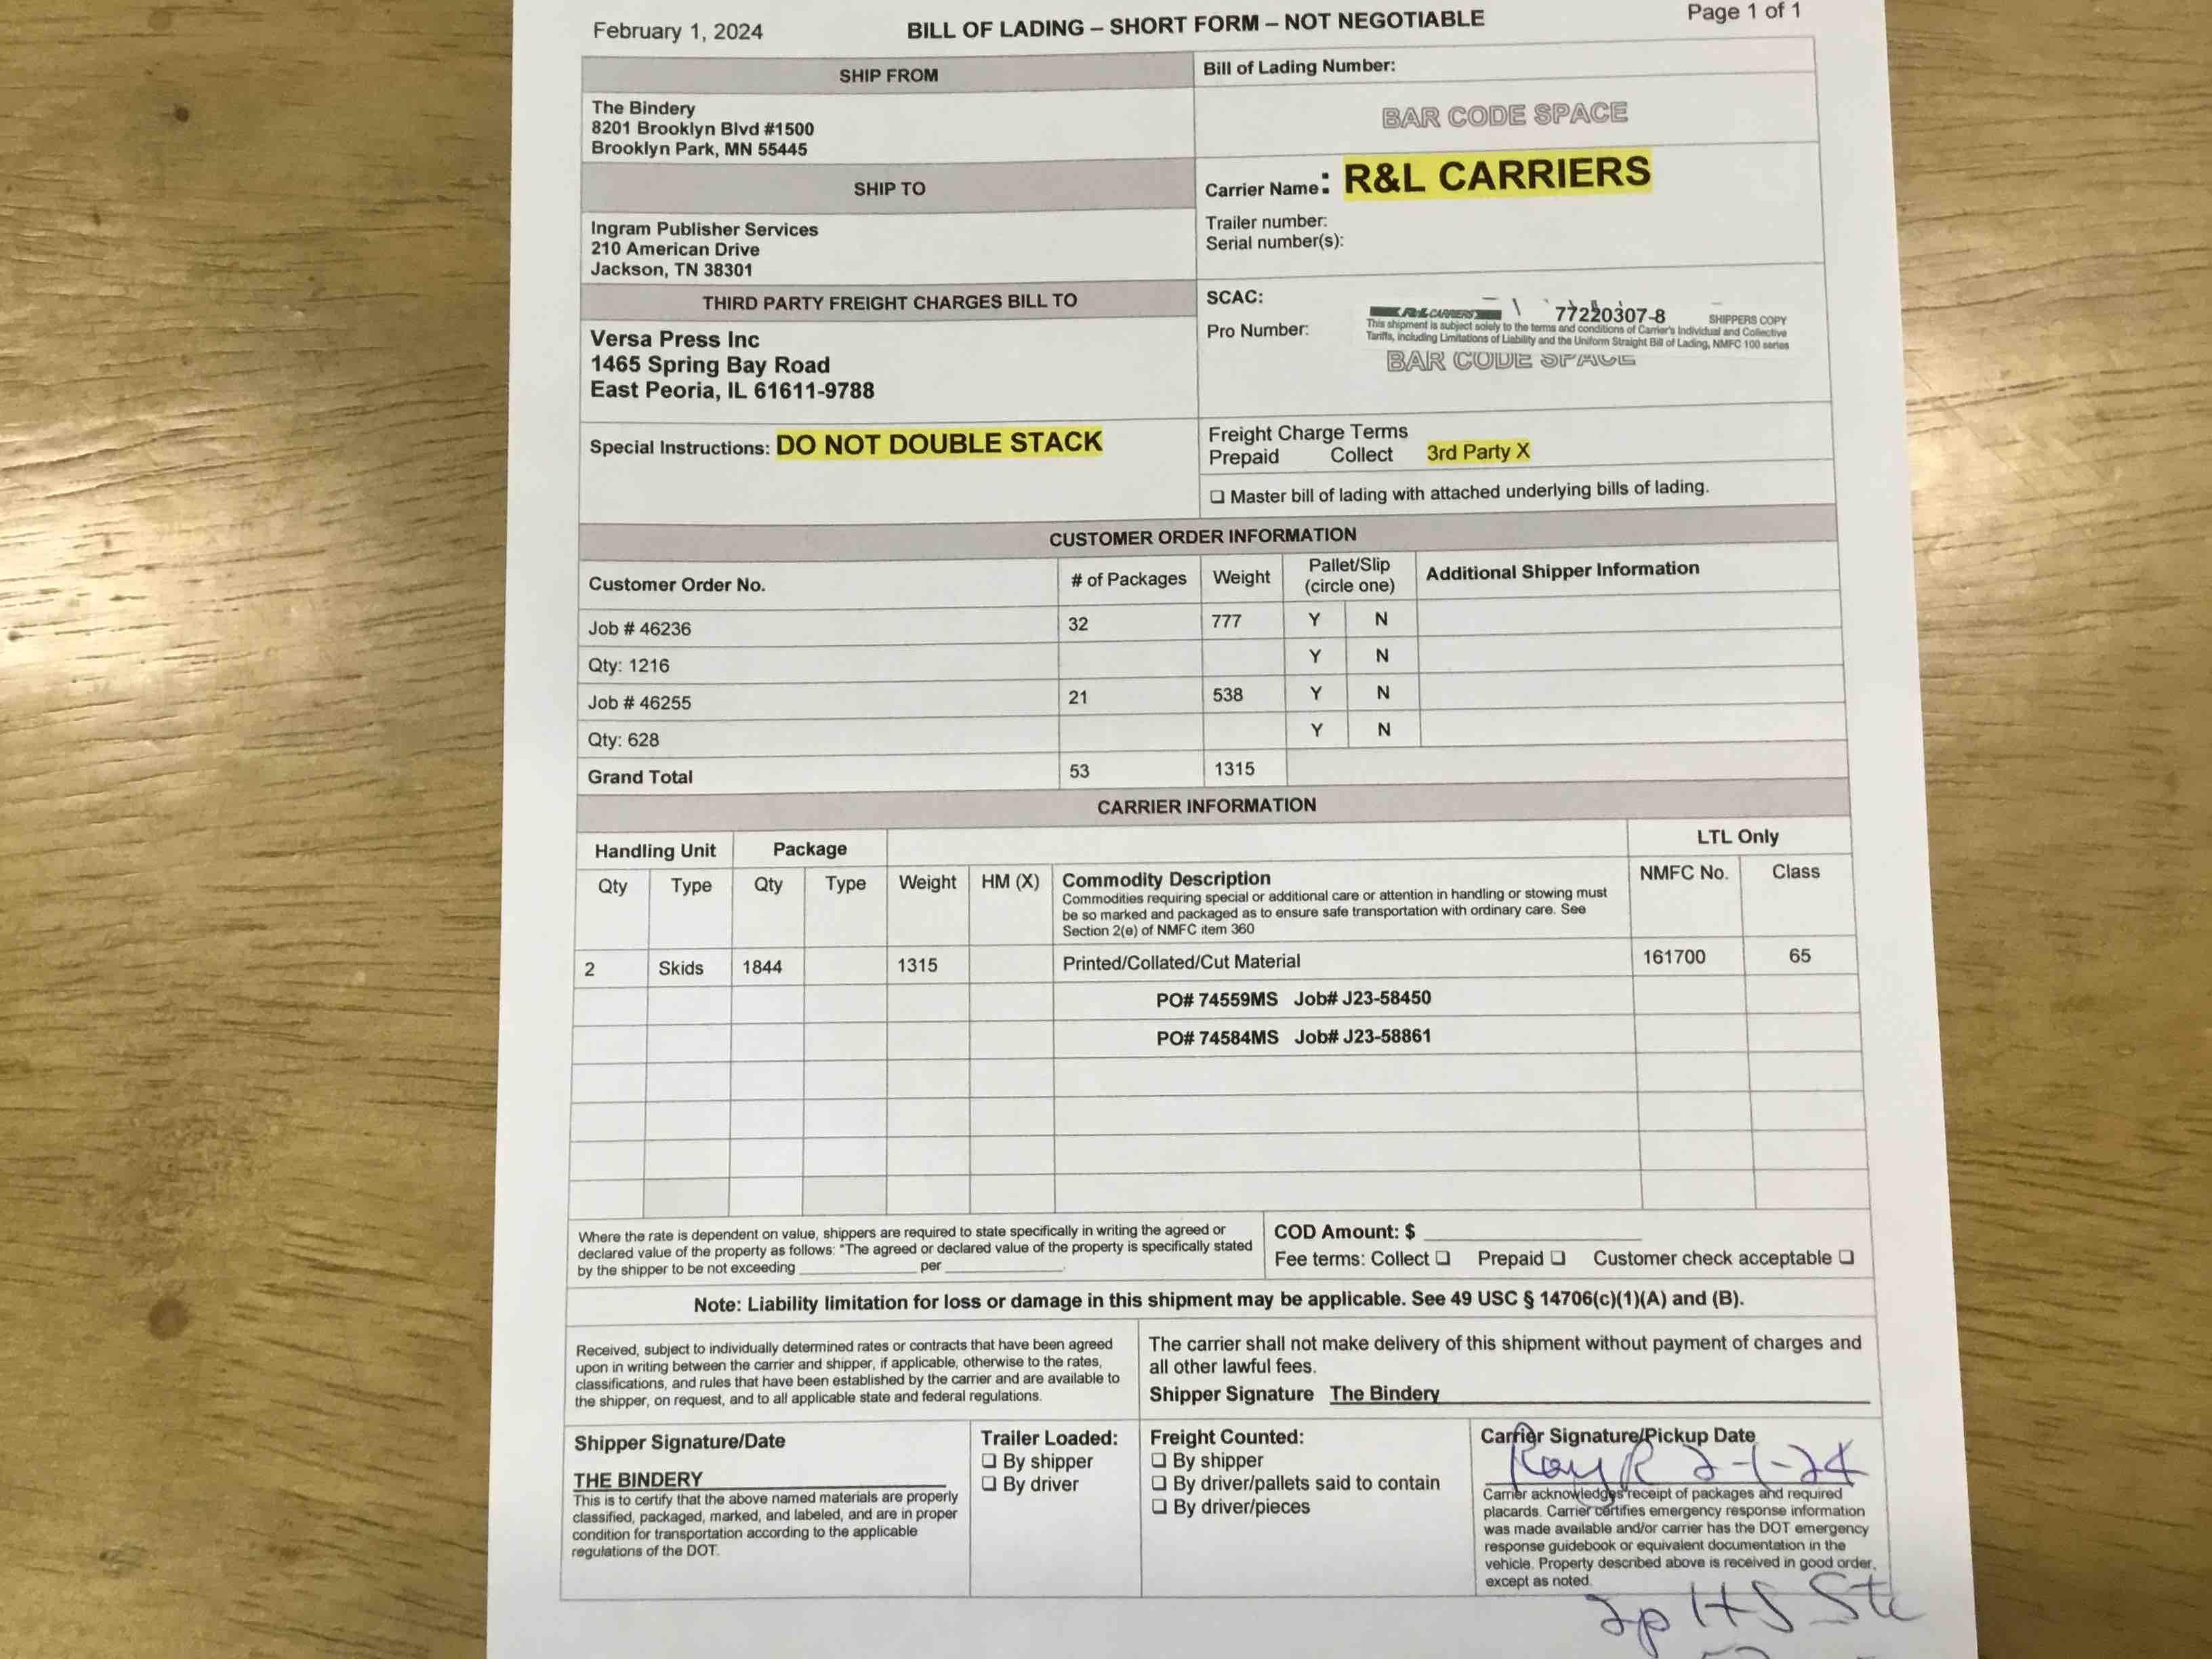 February 1, 2024
BILL OF LADING – SHORT FORM – NOT NEGOTIABLE
Page 1 of 1
SHIP FROM
The Bindery
8201 Brooklyn Blvd #1500
Brooklyn Park, MN 55445
Bill of Lading Number:
BAR CODE SPACE
SHIP TO
Ingram Publisher Services
210 American Drive
Jackson, TN 38301
Carrier Name: R&L CARRIERS
Trailer number:
Serial number(s):
THIRD PARTY FREIGHT CHARGES BILL TO
Versa Press Inc
1465 Spring Bay Road
East Peoria, IL 61611-9788
SCAC:
Pro Number:
R&L CARRIERS 77220307-8 SHIPPERS COPY
This shipment is subject solely to the terms and conditions of Carrier's Individual and Collective
Tariffs, including Limitations of Liability and the Uniform Straight Bill of Lading, NMFC 100 series
BAR CODE SPACE
Special Instructions: DO NOT DOUBLE STACK
Freight Charge Terms
Prepaid Collect 3rd Party X
❑ Master bill of lading with attached underlying bills of lading.
CUSTOMER ORDER INFORMATION
Customer Order No. # of Packages Weight Pallet/Slip (circle one) Additional Shipper Information
Job # 46236 32 777 Y N
Qty: 1216 Y N
Job # 46255 21 538 Y N
Qty: 628 Y N
Grand Total 53 1315
CARRIER INFORMATION
Handling Unit Package LTL Only
Qty Type Qty Type Weight HM (X) Commodity Description NMFC No. Class
Commodities requiring special or additional care or attention in handling or stowing must
be so marked and packaged as to ensure safe transportation with ordinary care. See
Section 2(e) of NMFC item 360
2 Skids 1844 1315 Printed/Collated/Cut Material 161700 65
PO# 74559MS Job# J23-58450
PO# 74584MS Job# J23-58861
Where the rate is dependent on value, shippers are required to state specifically in writing the agreed or
declared value of the property as follows: "The agreed or declared value of the property is specifically stated
by the shipper to be not exceeding ____________ per ____________.
COD Amount: $ ____________
Fee terms: Collect ❑ Prepaid ❑ Customer check acceptable ❑
Note: Liability limitation for loss or damage in this shipment may be applicable. See 49 USC § 14706(c)(1)(A) and (B).
Received, subject to individually determined rates or contracts that have been agreed
upon in writing between the carrier and shipper, if applicable, otherwise to the rates,
classifications, and rules that have been established by the carrier and are available to
the shipper, on request, and to all applicable state and federal regulations.
The carrier shall not make delivery of this shipment without payment of charges and
all other lawful fees.
Shipper Signature The Bindery
Shipper Signature/Date
THE BINDERY
This is to certify that the above named materials are properly
classified, packaged, marked, and labeled, and are in proper
condition for transportation according to the applicable
regulations of the DOT.
Trailer Loaded:
❑ By shipper
❑ By driver
Freight Counted:
❑ By shipper
❑ By driver/pallets said to contain
❑ By driver/pieces
Carrier Signature/Pickup Date
Ray R 2-1-24
Carrier acknowledges receipt of packages and required
placards. Carrier certifies emergency response information
was made available and/or carrier has the DOT emergency
response guidebook or equivalent documentation in the
vehicle. Property described above is received in good order,
except as noted.